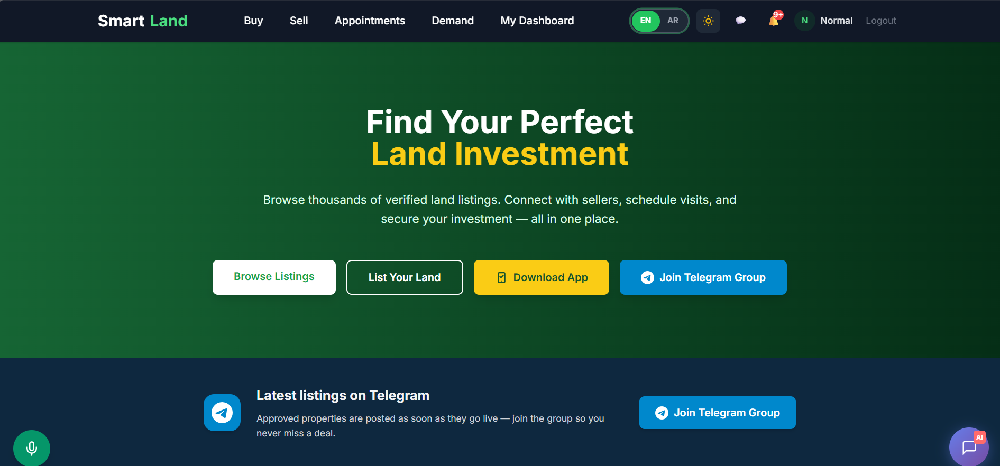 Smart Land
Buy
Sell
Appointments
Demand
My Dashboard
EN
AR
9+
N
Normal
Logout
Find Your Perfect
Land Investment
Browse thousands of verified land listings. Connect with sellers, schedule visits, and
secure your investment — all in one place.
Browse Listings
List Your Land
Download App
Join Telegram Group
Latest listings on Telegram
Approved properties are posted as soon as they go live — join the group so you
never miss a deal.
Join Telegram Group
AI